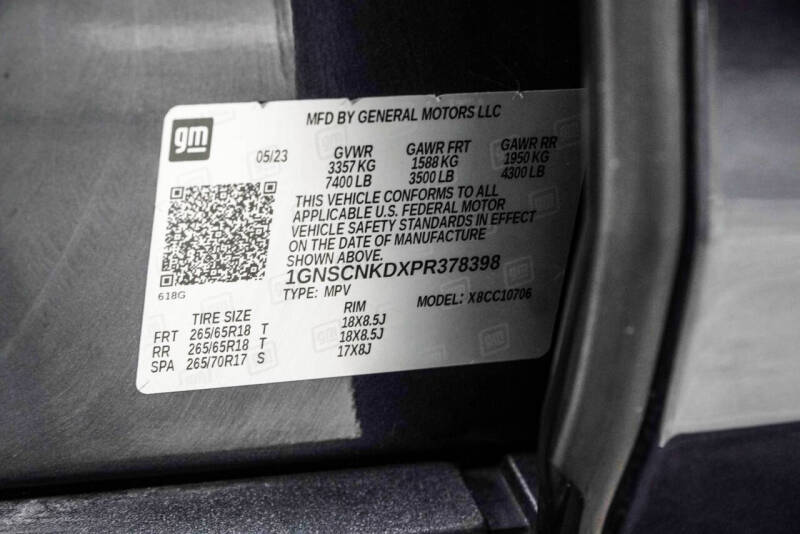 gm
MFD BY GENERAL MOTORS LLC
05/23 GVWR GAWR FRT GAWR RR
3357 KG 1588 KG 1950 KG
7400 LB 3500 LB 4300 LB
THIS VEHICLE CONFORMS TO ALL
APPLICABLE U.S. FEDERAL MOTOR
VEHICLE SAFETY STANDARDS IN EFFECT
ON THE DATE OF MANUFACTURE
SHOWN ABOVE.
1GNSCNKDXPR378398
618G
TYPE: MPV MODEL: X8CC10706
TIRE SIZE RIM
FRT 265/65R18 T 18X8.5J
RR 265/65R18 T 18X8.5J
SPA 265/70R17 S 17X8J